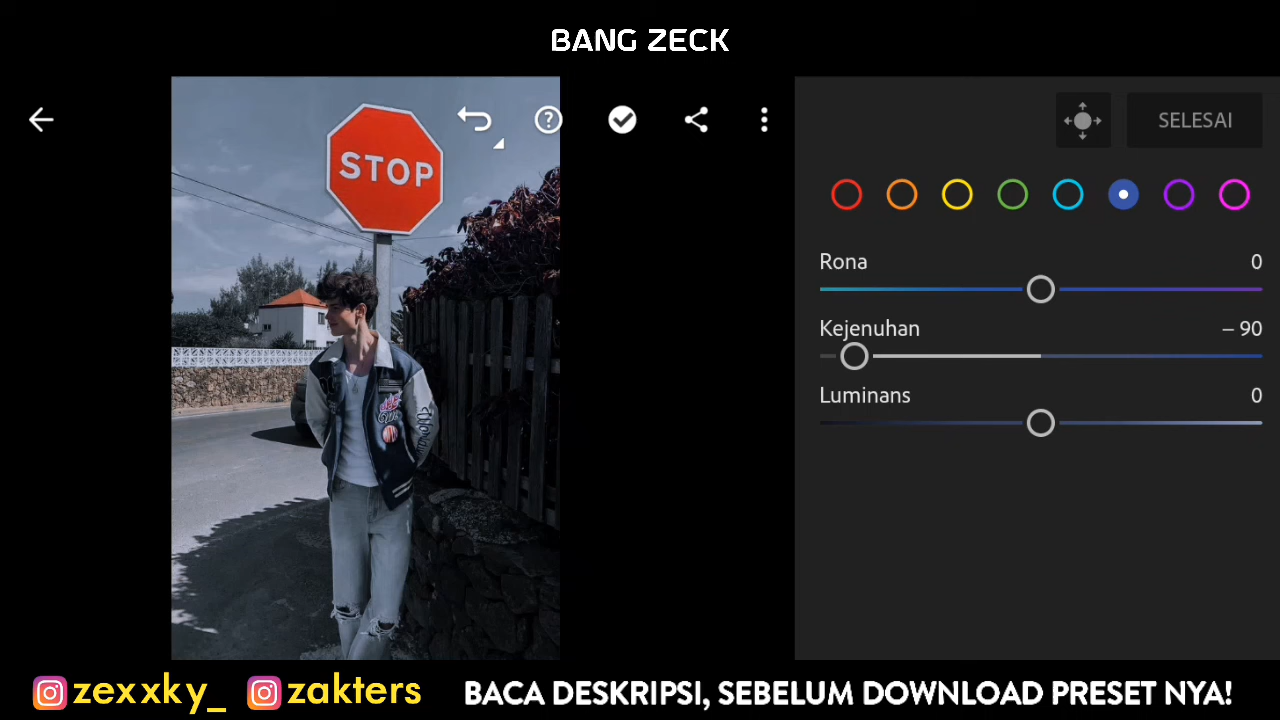 BANG ZECK
STOP
SELESAI
Rona 0
Kejenuhan – 90
Luminans 0
zexxky_ zakters
BACA DESKRIPSI, SEBELUM DOWNLOAD PRESET NYA!